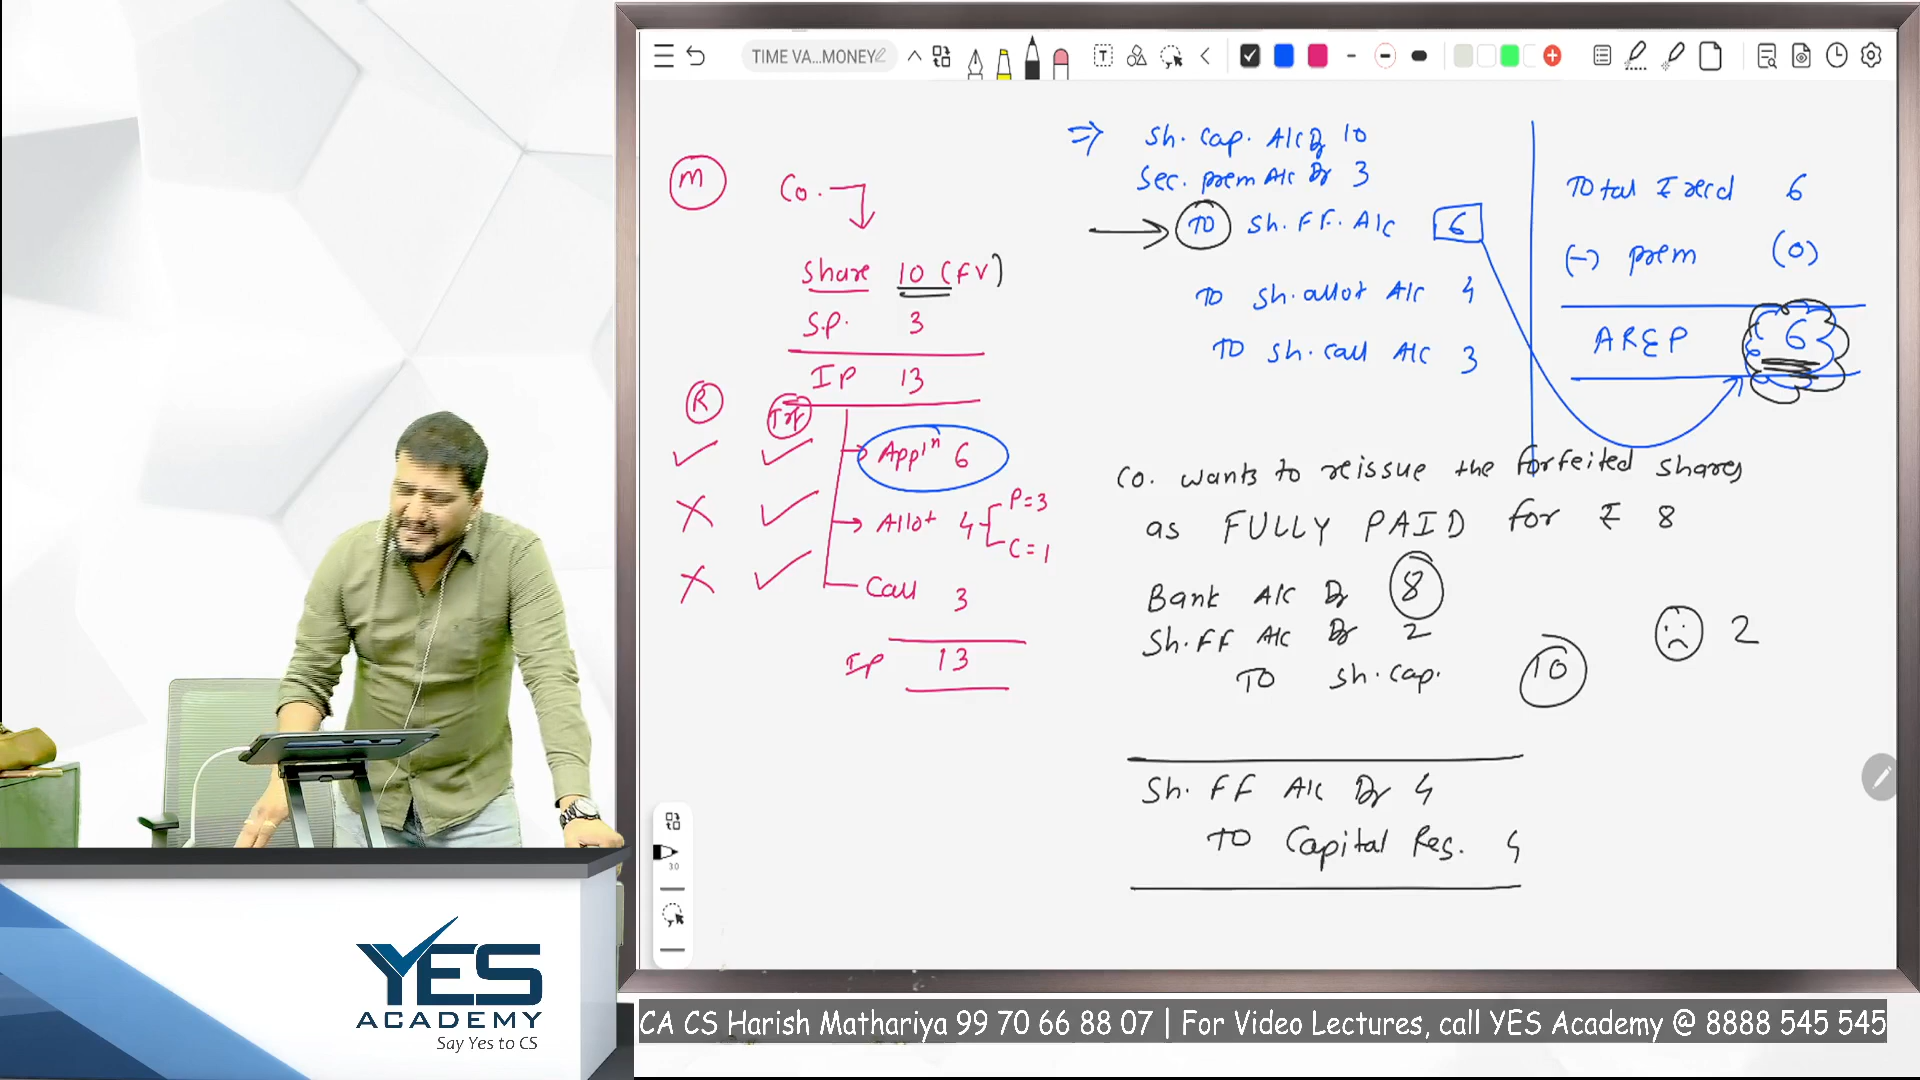 TIME VA...MONEY
M
Co.
Share 10 (FV)
S.P. 3
IP 13
R Trf
Appln 6
Allot 4 P=3
C=1
Call 3
IP 13
⇒ Sh. Cap. A/c Dr 10
Sec. prem A/c Dr 3
→ To Sh. FF. A/c 6
To Sh. allot A/c 4
To Sh. call A/c 3
Total ₹ recd 6
(-) prem (0)
6
Co. wants to reissue the forfeited shares
as FULLY PAID for ₹ 8
Bank A/c Dr 8
Sh. FF A/c Dr 2
To Sh. cap. 10
2
Sh. FF A/c Dr 4
To Capital Res. 4
30
YES
ACADEMY
Say Yes to CS
CA CS Harish Mathariya 99 70 66 88 07 | For Video Lectures, call YES Academy @ 8888 545 545